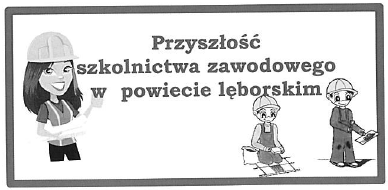 Przyszłość
szkolnictwa zawodowego
w powiecie lęborskim